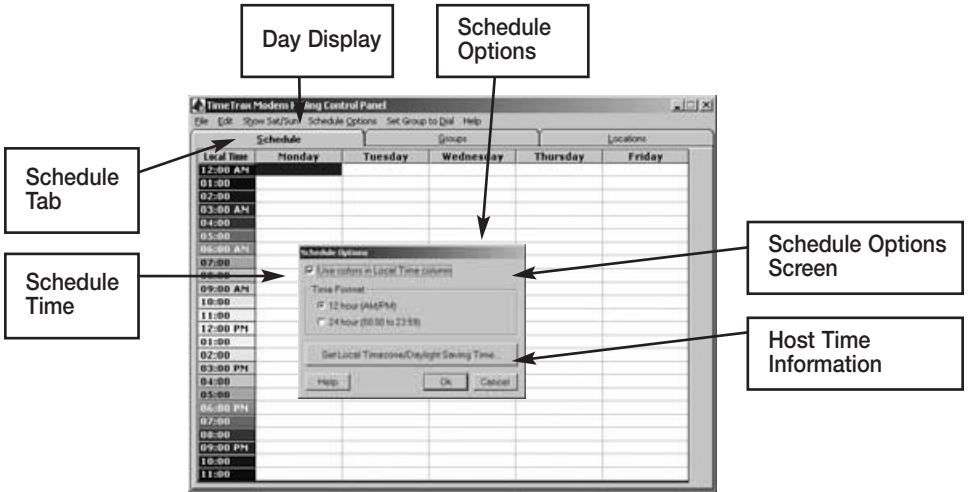 Day Display
Schedule
Options
TimeTrax Modem Dialing Control Panel
File Edit Show Sat/Sun Schedule Options Set Group to Dial Help
Schedule Groups Locations
Local Time Monday Tuesday Wednesday Thursday Friday
12:00 AM
01:00
02:00
03:00 AM
04:00
05:00
06:00 AM
07:00
08:00
09:00 AM
10:00
11:00
12:00 PM
01:00
02:00
03:00 PM
04:00
05:00
06:00 PM
07:00
08:00
09:00 PM
10:00
11:00
Schedule
Tab
Schedule
Time
Schedule Options
Use colors in Local Time column
Time Format
12 hour (AM/PM)
24 hour (00:00 to 23:59)
Set Local Timezone/Daylight Saving Time...
Help Ok Cancel
Schedule Options
Screen
Host Time
Information